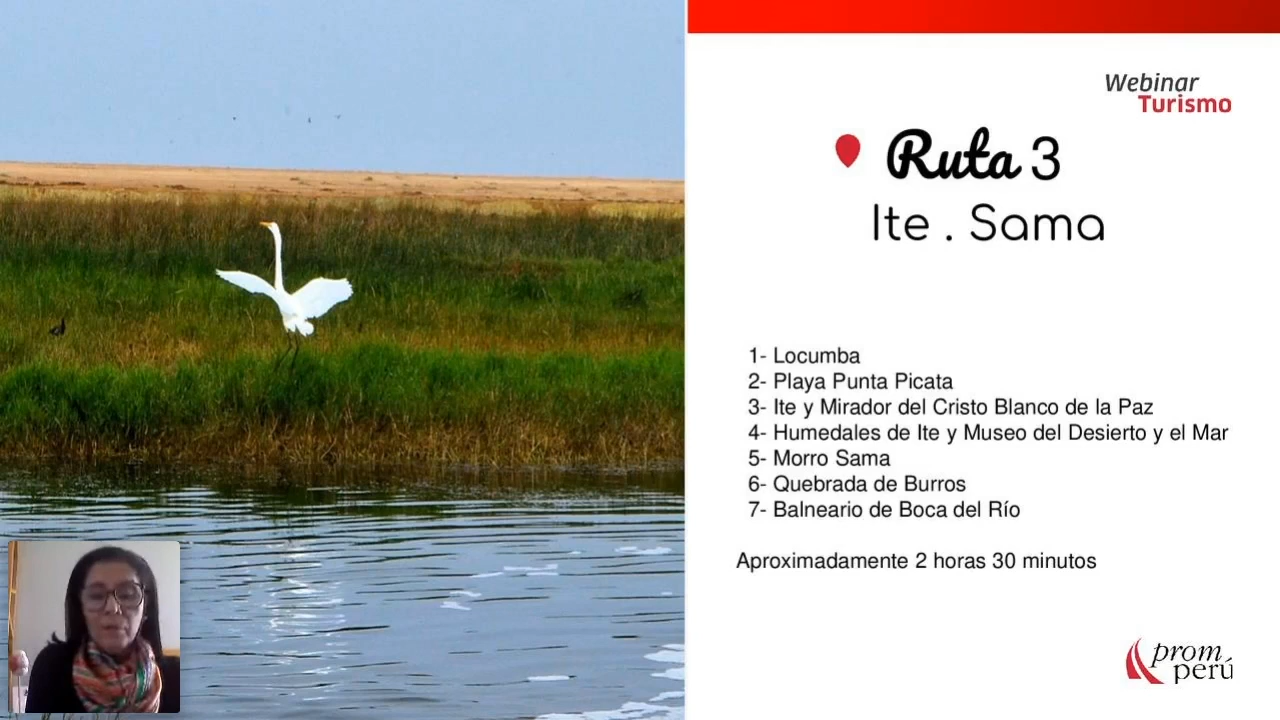 Webinar
Turismo
Ruta 3
Ite . Sama
1- Locumba
2- Playa Punta Picata
3- Ite y Mirador del Cristo Blanco de la Paz
4- Humedales de Ite y Museo del Desierto y el Mar
5- Morro Sama
6- Quebrada de Burros
7- Balneario de Boca del Río
Aproximadamente 2 horas 30 minutos
prom
perú